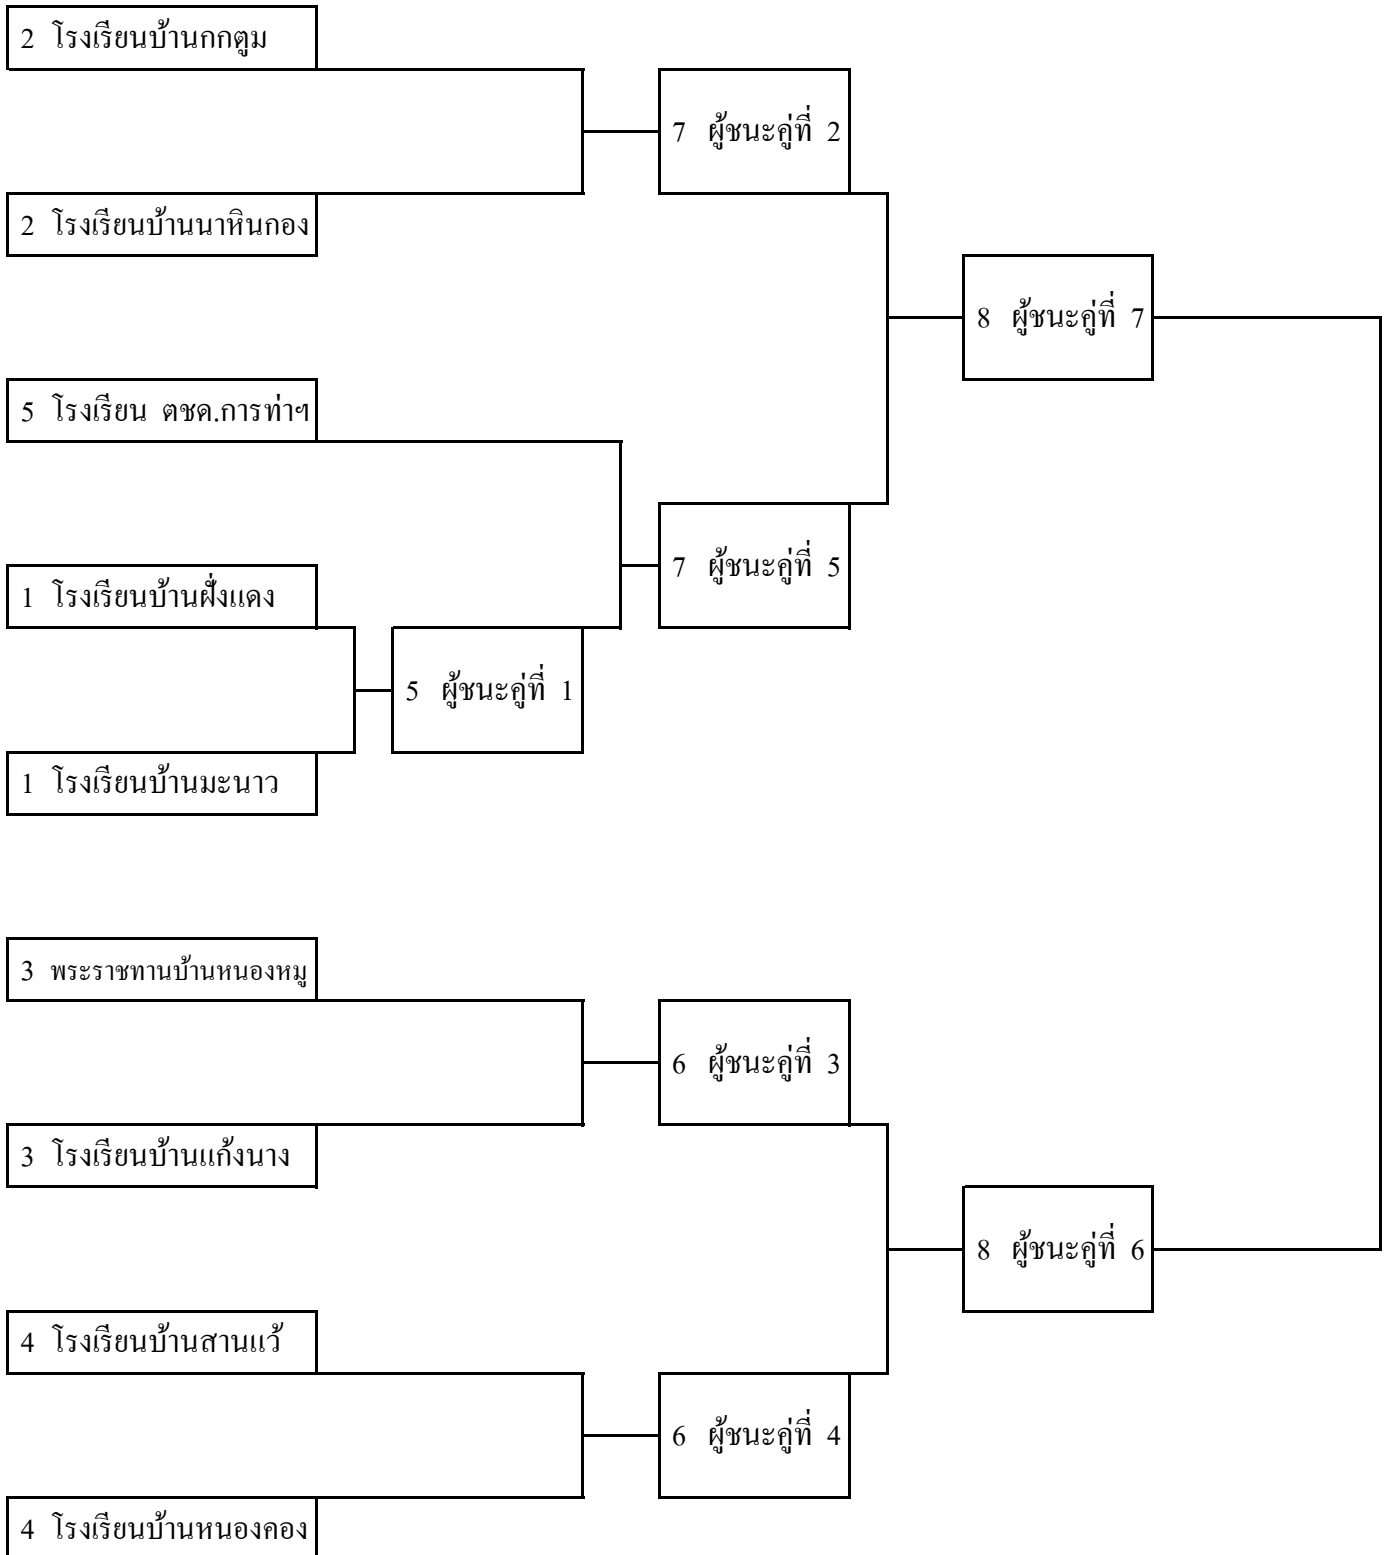 2 โรงเรียนบ้านกกตูม
7 ผู้ชนะคู่ที่ 2
2 โรงเรียนบ้านนาหินกอง
8 ผู้ชนะคู่ที่ 7
5 โรงเรียน ตชด.การท่าฯ
7 ผู้ชนะคู่ที่ 5
1 โรงเรียนบ้านฝั่งแดง
5 ผู้ชนะคู่ที่ 1
1 โรงเรียนบ้านมะนาว
3 พระราชทานบ้านหนองหมู
6 ผู้ชนะคู่ที่ 3
3 โรงเรียนบ้านแก้งนาง
8 ผู้ชนะคู่ที่ 6
4 โรงเรียนบ้านสานแว้
6 ผู้ชนะคู่ที่ 4
4 โรงเรียนบ้านหนองคอง